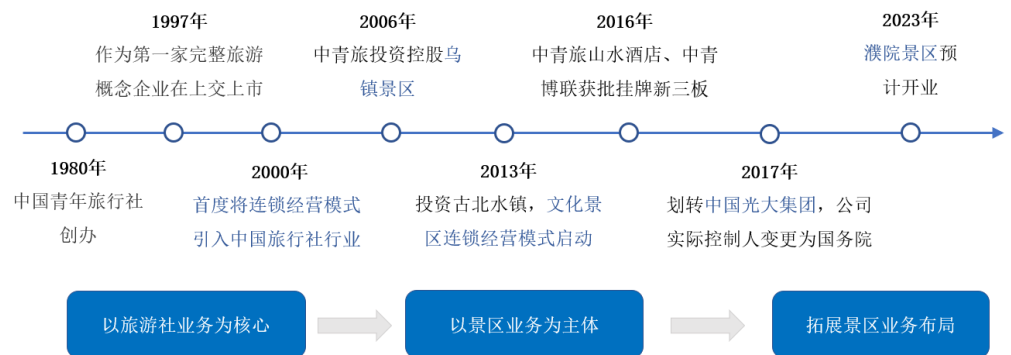 1997年
作为第一家完整旅游
概念企业在上交上市
2006年
中青旅投资控股乌
镇景区
2016年
中青旅山水酒店、中青
博联获批挂牌新三板
2023年
濮院景区预
计开业
1980年
中国青年旅行社
创办
2000年
首度将连锁经营模式
引入中国旅行社行业
2013年
投资古北水镇，文化景
区连锁经营模式启动
2017年
划转中国光大集团，公司
实际控制人变更为国务院
以旅游社业务为核心
以景区业务为主体
拓展景区业务布局